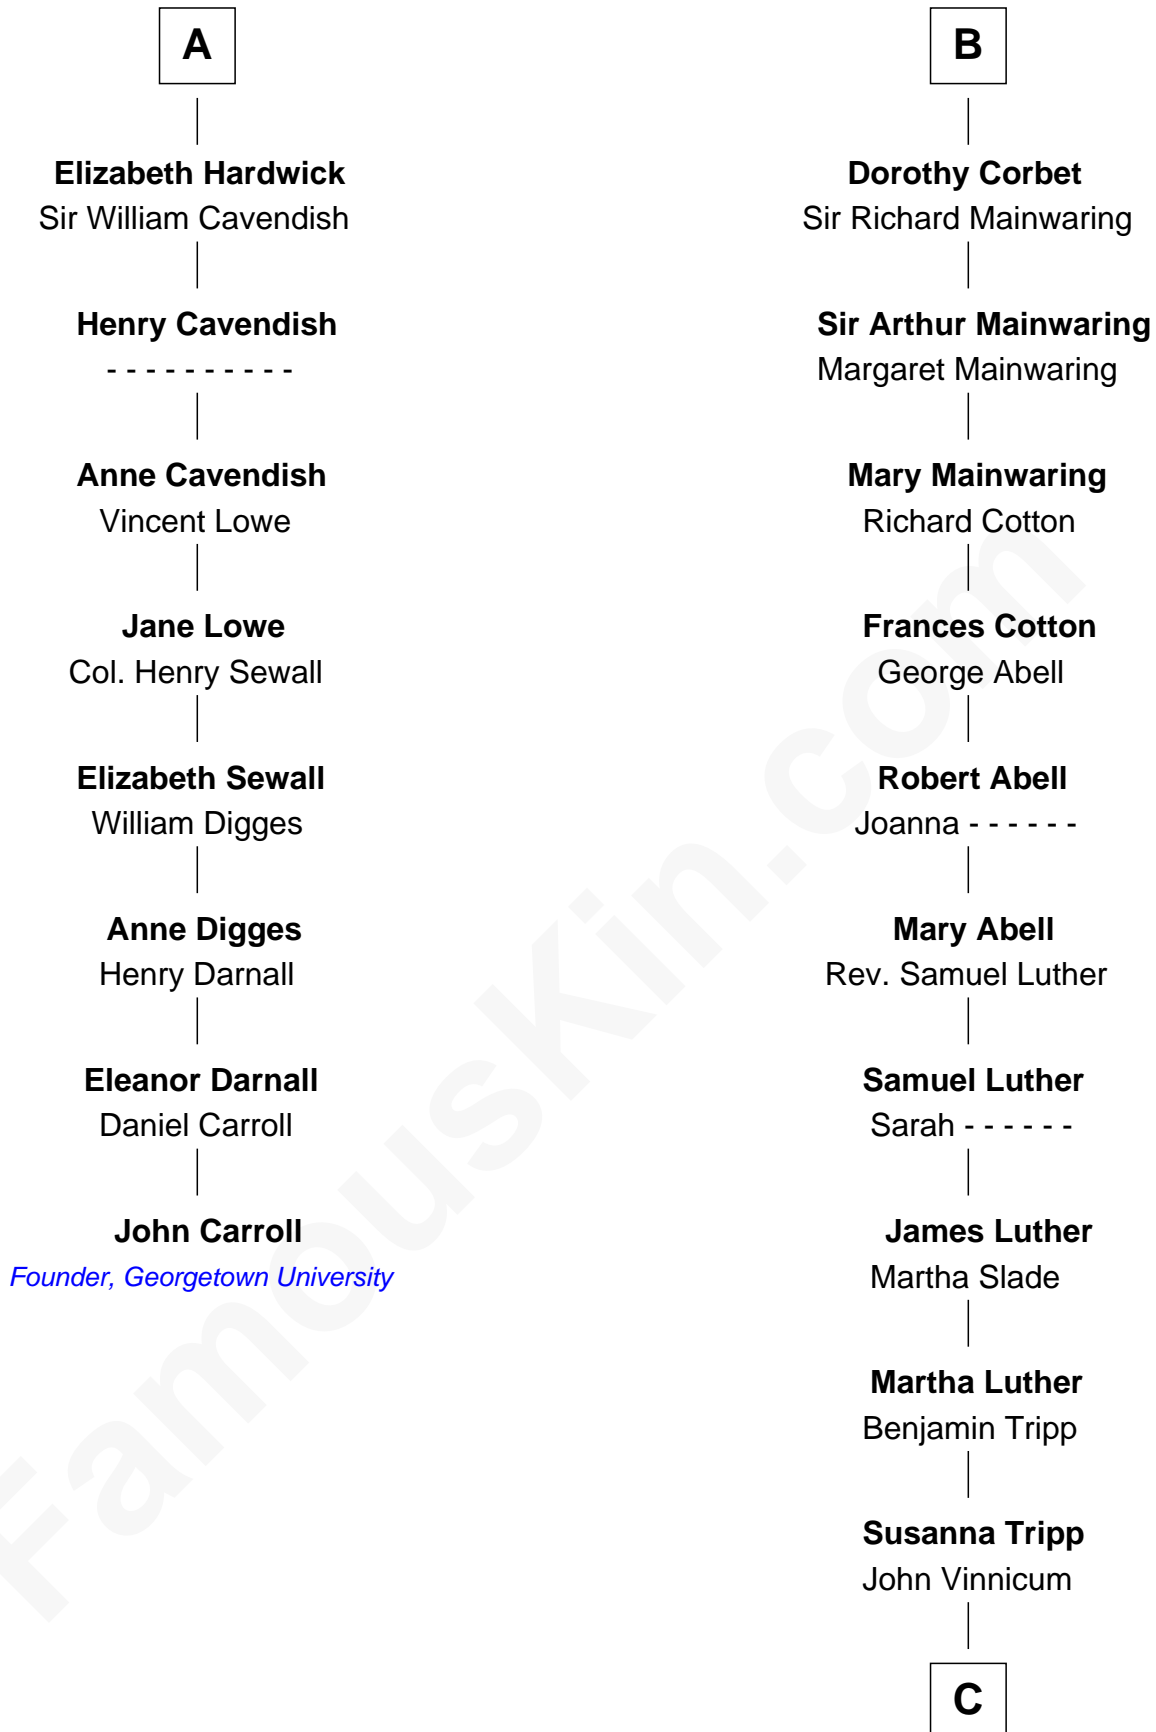 A
Elizabeth Hardwick
Sir William Cavendish
Henry Cavendish
- - - - - - - - - -
Anne Cavendish
Vincent Lowe
Jane Lowe
Col. Henry Sewall
Elizabeth Sewall
William Digges
Anne Digges
Henry Darnall
Eleanor Darnall
Daniel Carroll
John Carroll
Founder, Georgetown University
B
Dorothy Corbet
Sir Richard Mainwaring
Sir Arthur Mainwaring
Margaret Mainwaring
Mary Mainwaring
Richard Cotton
Frances Cotton
George Abell
Robert Abell
Joanna - - - - - -
Mary Abell
Rev. Samuel Luther
Samuel Luther
Sarah - - - - - -
James Luther
Martha Slade
Martha Luther
Benjamin Tripp
Susanna Tripp
John Vinnicum
C
FamousKin.com